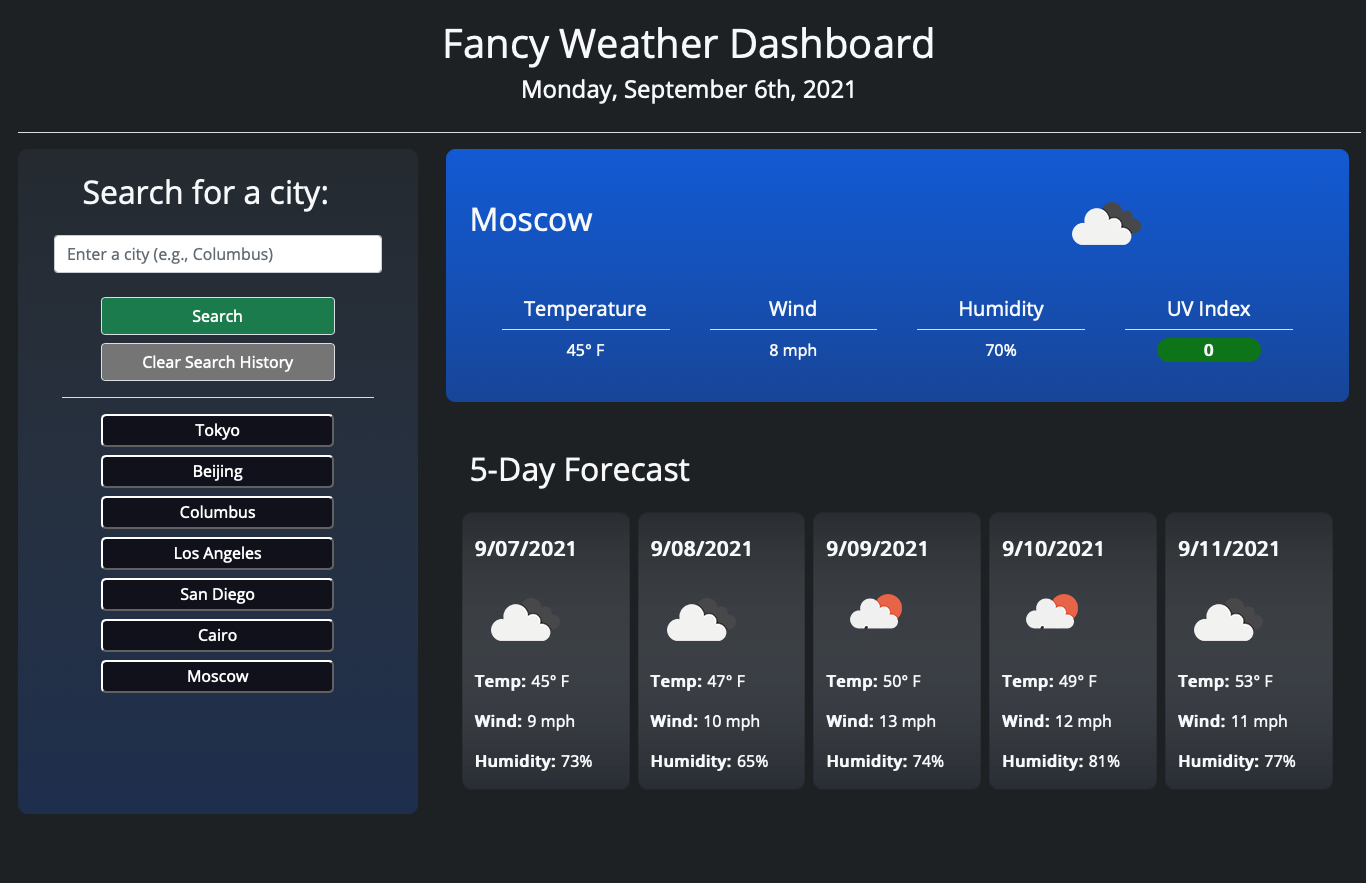 Fancy Weather Dashboard
Monday, September 6th, 2021
Search for a city:
Enter a city (e.g., Columbus)
Search
Clear Search History
Tokyo
Beijing
Columbus
Los Angeles
San Diego
Cairo
Moscow
Moscow
Temperature Wind Humidity UV Index
45° F 8 mph 70% 0
5-Day Forecast
9/07/2021 9/08/2021 9/09/2021 9/10/2021 9/11/2021
Temp: 45° F Temp: 47° F Temp: 50° F Temp: 49° F Temp: 53° F
Wind: 9 mph Wind: 10 mph Wind: 13 mph Wind: 12 mph Wind: 11 mph
Humidity: 73% Humidity: 65% Humidity: 74% Humidity: 81% Humidity: 77%